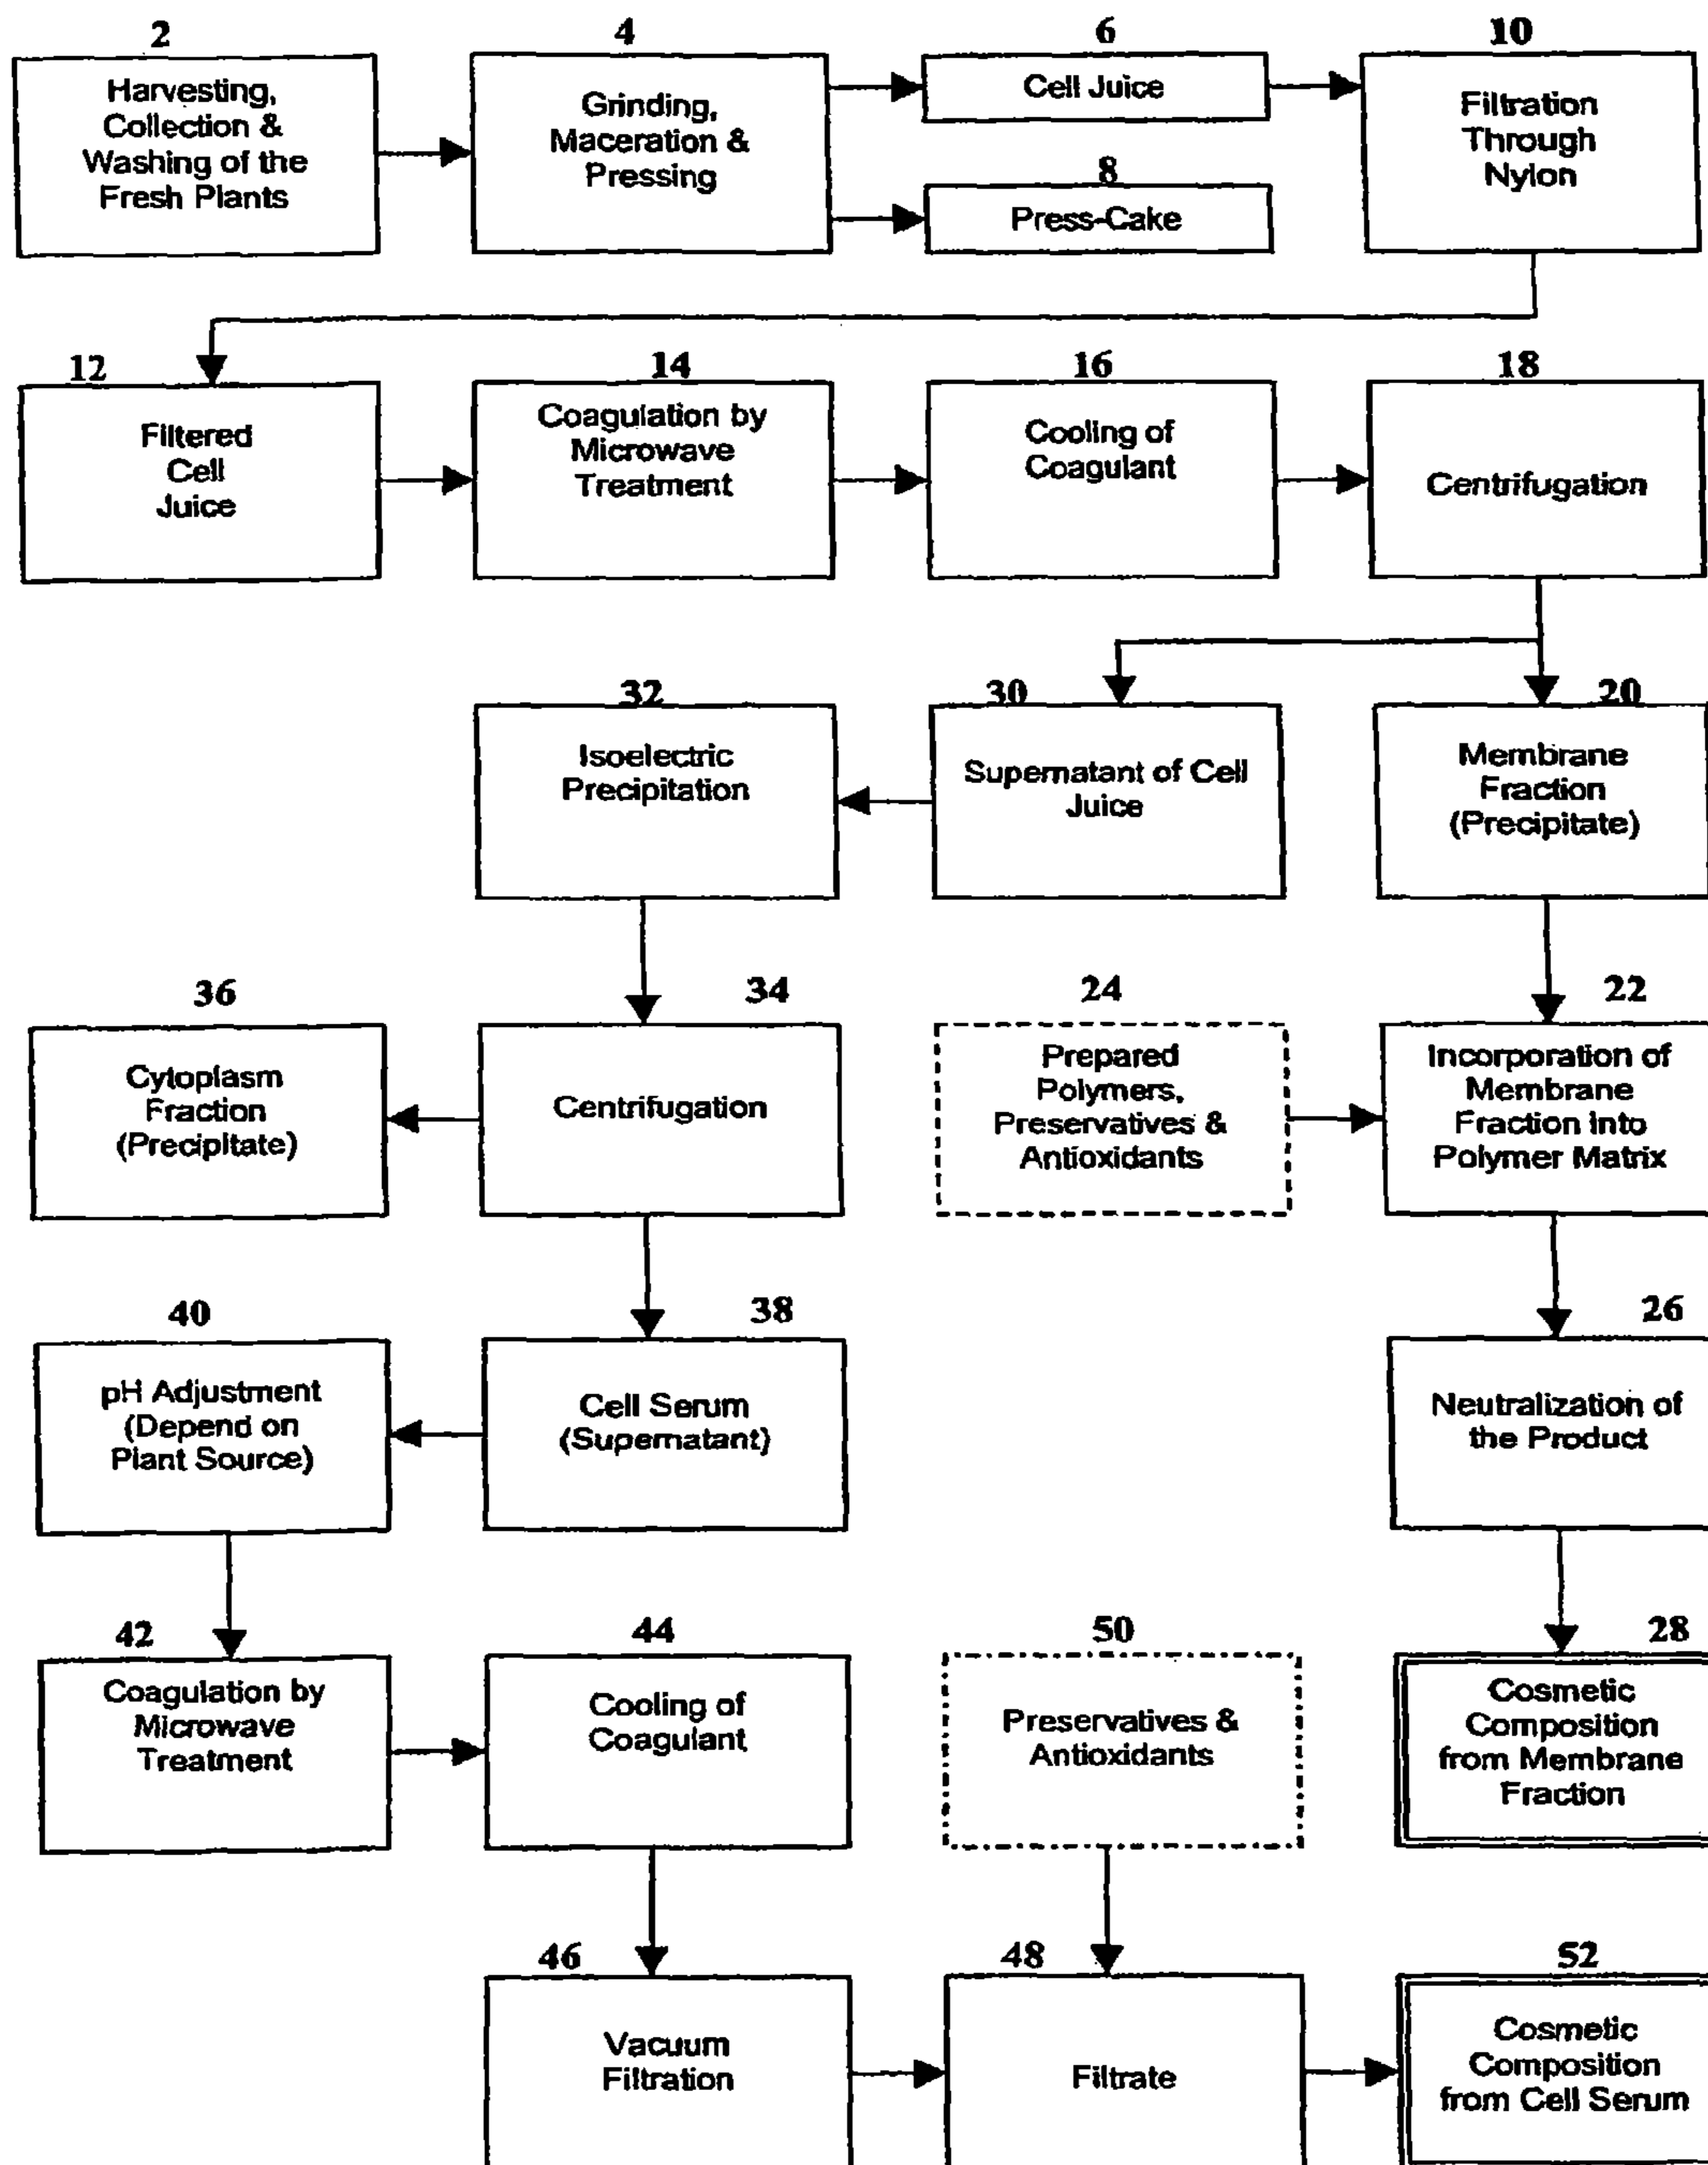 2
Harvesting,
Collection &
Washing of the
Fresh Plants
4
Grinding,
Maceration &
Pressing
6
Cell Juice
8
Press-Cake
10
Filtration
Through
Nylon
12
Filtered
Cell
Juice
14
Coagulation by
Microwave
Treatment
16
Cooling of
Coagulant
18
Centrifugation
32
Isoelectric
Precipitation
30
Supernatant of Cell
Juice
20
Membrane
Fraction
(Precipitate)
36
Cytoplasm
Fraction
(Precipitate)
34
Centrifugation
24
Prepared
Polymers,
Preservatives &
Antioxidants
22
Incorporation of
Membrane
Fraction into
Polymer Matrix
40
pH Adjustment
(Depend on
Plant Source)
38
Cell Serum
(Supernatant)
26
Neutralization of
the Product
42
Coagulation by
Microwave
Treatment
44
Cooling of
Coagulant
50
Preservatives &
Antioxidants
28
Cosmetic
Composition
from Membrane
Fraction
46
Vacuum
Filtration
48
Filtrate
52
Cosmetic
Composition
from Cell Serum